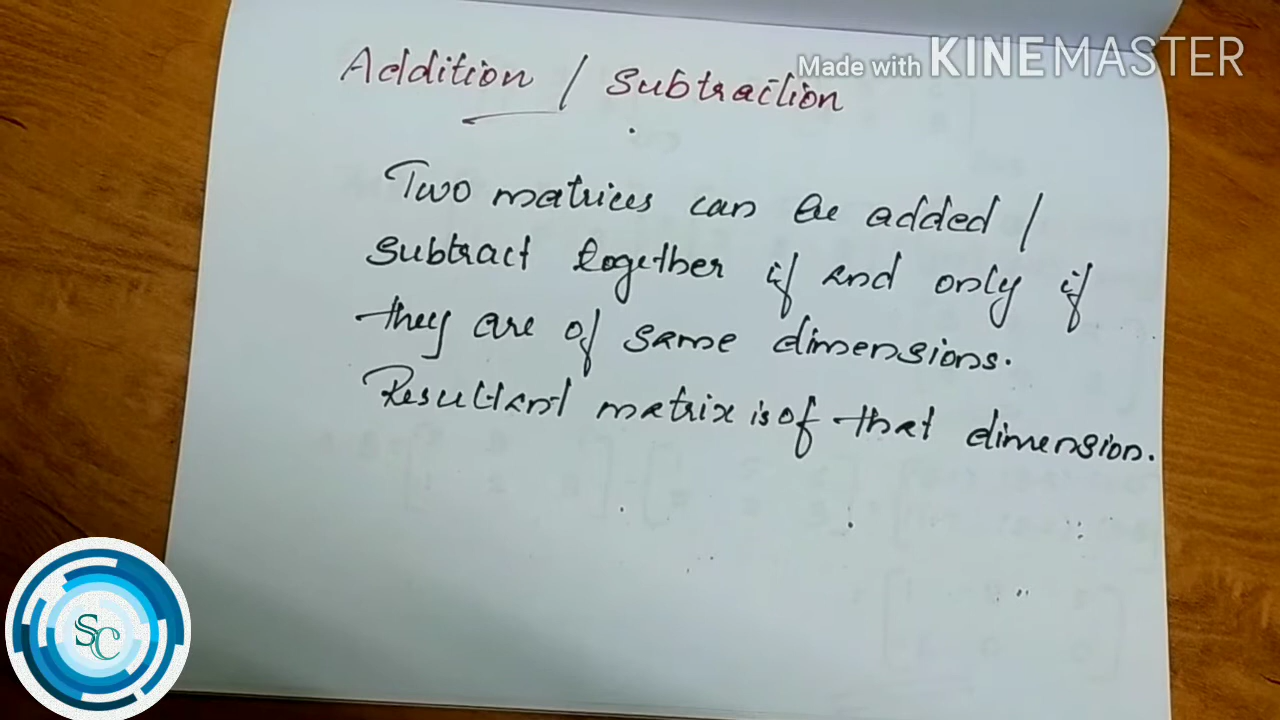 Made with KINEMASTER
Addition / Subtraction
Two matrices can be added /
subtract together if and only if
they are of same dimensions.
Resultant matrix is of that dimension.
SC